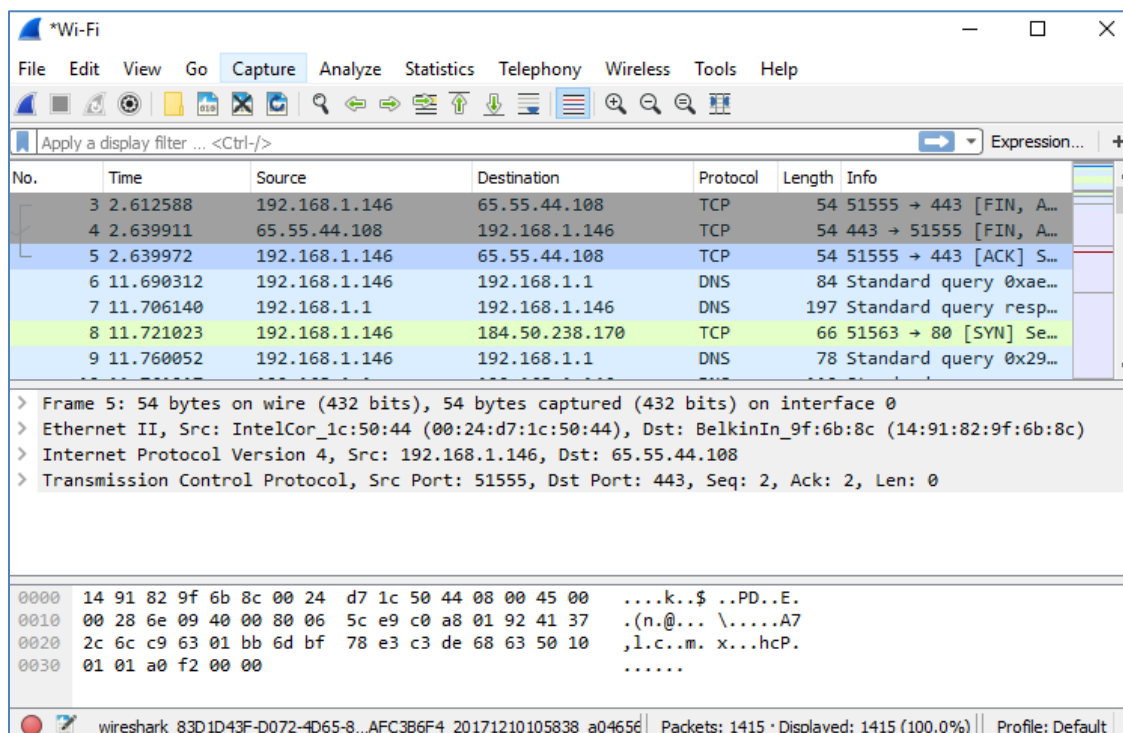 *Wi-Fi
File Edit View Go Capture Analyze Statistics Telephony Wireless Tools Help
Apply a display filter ... <Ctrl-/> Expression... +
No. Time Source Destination Protocol Length Info
3 2.612588 192.168.1.146 65.55.44.108 TCP 54 51555 → 443 [FIN, A…
4 2.639911 65.55.44.108 192.168.1.146 TCP 54 443 → 51555 [FIN, A…
5 2.639972 192.168.1.146 65.55.44.108 TCP 54 51555 → 443 [ACK] S…
6 11.690312 192.168.1.146 192.168.1.1 DNS 84 Standard query 0xae…
7 11.706140 192.168.1.1 192.168.1.146 DNS 197 Standard query resp…
8 11.721023 192.168.1.146 184.50.238.170 TCP 66 51563 → 80 [SYN] Se…
9 11.760052 192.168.1.146 192.168.1.1 DNS 78 Standard query 0x29…
> Frame 5: 54 bytes on wire (432 bits), 54 bytes captured (432 bits) on interface 0
> Ethernet II, Src: IntelCor_1c:50:44 (00:24:d7:1c:50:44), Dst: BelkinIn_9f:6b:8c (14:91:82:9f:6b:8c)
> Internet Protocol Version 4, Src: 192.168.1.146, Dst: 65.55.44.108
> Transmission Control Protocol, Src Port: 51555, Dst Port: 443, Seq: 2, Ack: 2, Len: 0
0000 14 91 82 9f 6b 8c 00 24 d7 1c 50 44 08 00 45 00 ....k..$ ..PD..E.
0010 00 28 6e 09 40 00 80 06 5c e9 c0 a8 01 92 41 37 .(n.@... \.....A7
0020 2c 6c c9 63 01 bb 6d bf 78 e3 c3 de 68 63 50 10 ,l.c..m. x...hcP.
0030 01 01 a0 f2 00 00 ......
wireshark_83D1D43F-D072-4D65-8...AFC3B6F4_20171210105838_a04656 Packets: 1415 · Displayed: 1415 (100.0%) Profile: Default